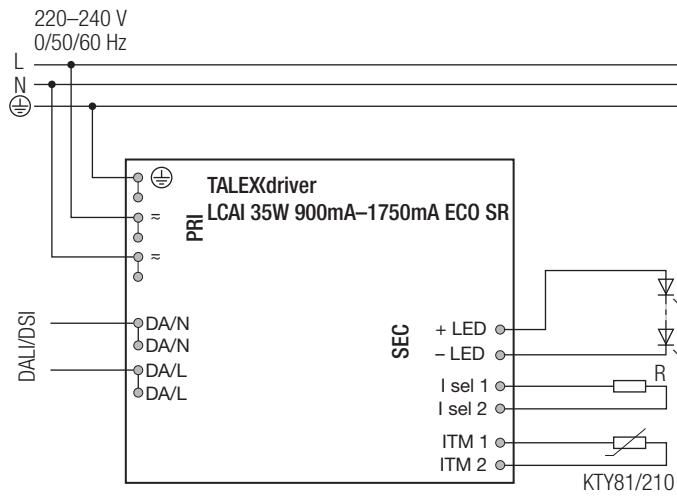 220–240 V
0/50/60 Hz
L
N
TALEXdriver
LCAI 35W 900mA–1750mA ECO SR
PRI
≂
≂
DALI/DSI
DA/N
DA/N
DA/L
DA/L
SEC
+ LED
– LED
I sel 1
I sel 2
R
ITM 1
ITM 2
KTY81/210